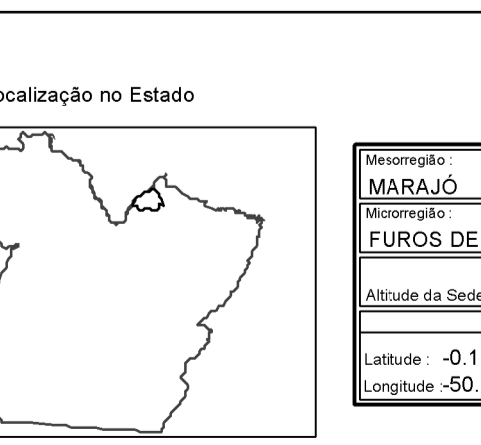 ocalização no Estado
Mesorregião :
MARAJÓ
Microrregião :
FUROS DE
Altitude da Sede
Latitude : -0.1
Longitude :-50.